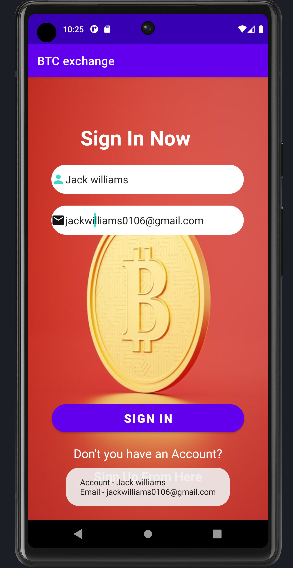 10:25
BTC exchange
Sign In Now
Jack williams
jackwilliams0106@gmail.com
B
SIGN IN
Don't you have an Account?
Sign Up From Here
Account - Jack williams
Email - jackwilliams0106@gmail.com